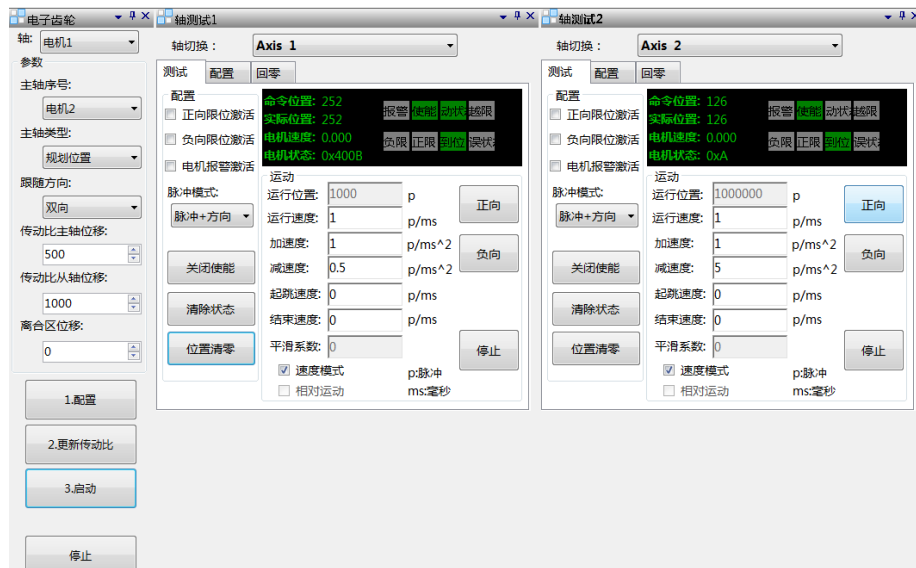 电子齿轮
轴: 电机1
参数
主轴序号:
电机2
主轴类型:
规划位置
跟随方向:
双向
传动比主轴位移:
500
传动比从轴位移:
1000
离合区位移:
0
1.配置
2.更新传动比
3.启动
停止
轴测试1
轴切换： Axis 1
测试 配置 回零
配置
正向限位激活
负向限位激活
电机报警激活
脉冲模式:
脉冲+方向
关闭使能
清除状态
位置清零
命令位置: 252
实际位置: 252
电机速度: 0.000
电机状态: 0x400B
报警 使能 动状 越限
负限 正限 到位 误状
运动
运行位置: 1000 p
运行速度: 1 p/ms
加速度: 1 p/ms^2
减速度: 0.5 p/ms^2
起跳速度: 0 p/ms
结束速度: 0 p/ms
平滑系数: 0
速度模式 p:脉冲
相对运动 ms:毫秒
正向
负向
停止
轴测试2
轴切换： Axis 2
测试 配置 回零
配置
正向限位激活
负向限位激活
电机报警激活
脉冲模式:
脉冲+方向
关闭使能
清除状态
位置清零
命令位置: 126
实际位置: 126
电机速度: 0.000
电机状态: 0xA
报警 使能 动状 越限
负限 正限 到位 误状
运动
运行位置: 1000000 p
运行速度: 1 p/ms
加速度: 1 p/ms^2
减速度: 5 p/ms^2
起跳速度: 0 p/ms
结束速度: 0 p/ms
平滑系数: 0
速度模式 p:脉冲
相对运动 ms:毫秒
正向
负向
停止